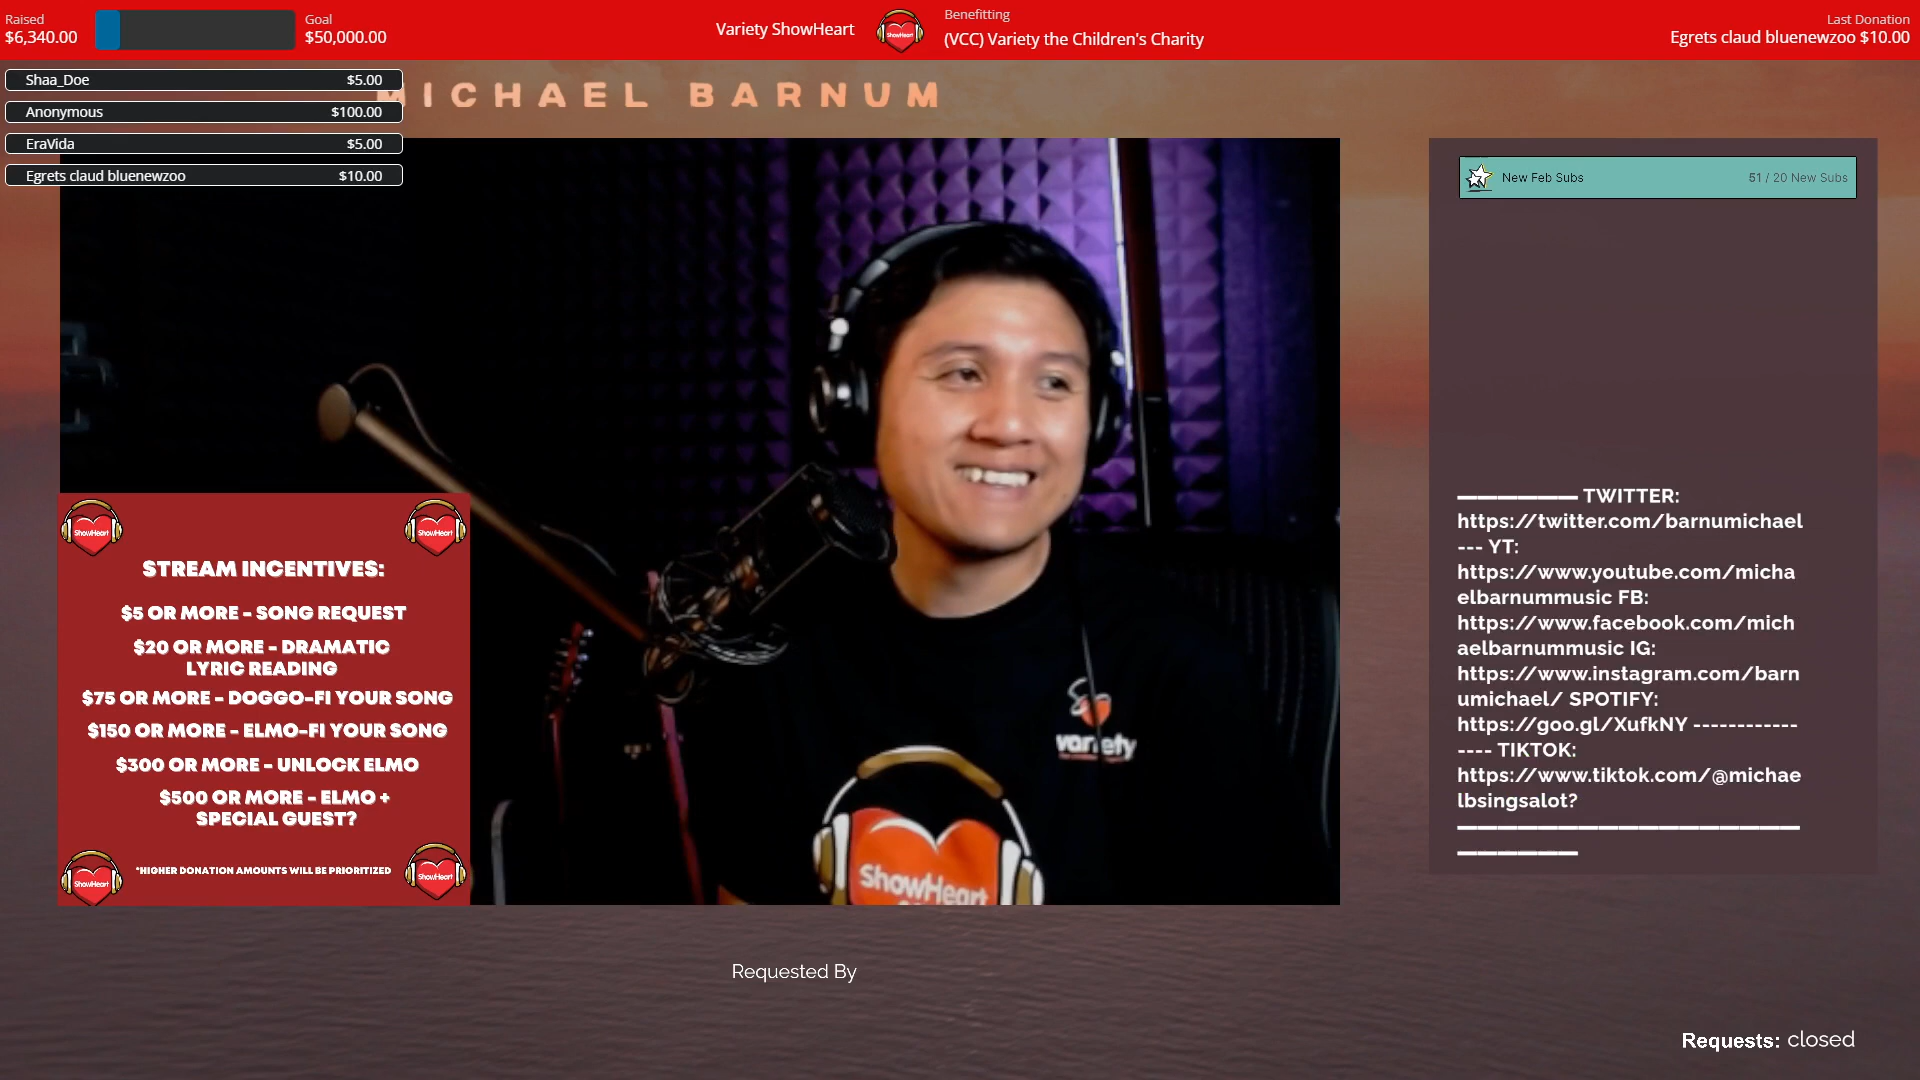 Raised
$6,340.00
Goal
$50,000.00
Variety ShowHeart
ShowHeart
Benefitting
(VCC) Variety the Children's Charity
Last Donation
Egrets claud bluenewzoo $10.00
Shaa_Doe $5.00
Anonymous $100.00
EraVida $5.00
Egrets claud bluenewzoo $10.00
MICHAEL BARNUM
New Feb Subs 51 / 20 New Subs
ShowHeart
ShowHeart
STREAM INCENTIVES:
$5 OR MORE - SONG REQUEST
$20 OR MORE - DRAMATIC
LYRIC READING
$75 OR MORE - DOGGO-FI YOUR SONG
$150 OR MORE - ELMO-FI YOUR SONG
$300 OR MORE - UNLOCK ELMO
$500 OR MORE - ELMO +
SPECIAL GUEST?
*HIGHER DONATION AMOUNTS WILL BE PRIORITIZED
ShowHeart
ShowHeart
variety
ShowHeart
—————— TWITTER:
https://twitter.com/barnumichael
--- YT:
https://www.youtube.com/micha
elbarnummusic FB:
https://www.facebook.com/mich
aelbarnummusic IG:
https://www.instagram.com/barn
umichael/ SPOTIFY:
https://goo.gl/XufkNY ------------
---- TIKTOK:
https://www.tiktok.com/@michae
lbsingsalot?
—————————————————
——————
Requested By
Requests: closed